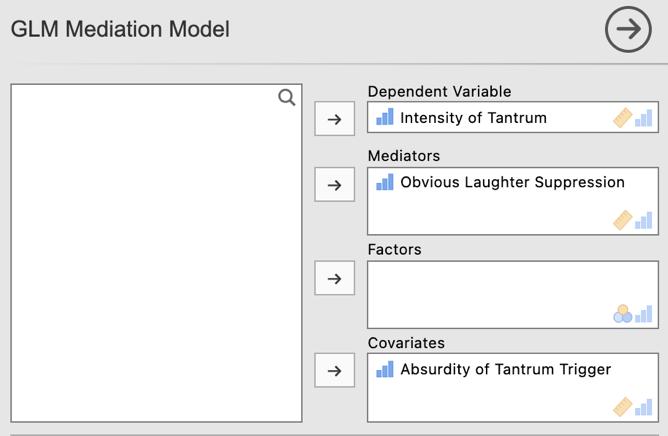 GLM Mediation Model
Dependent Variable
Intensity of Tantrum
Mediators
Obvious Laughter Suppression
Factors
Covariates
Absurdity of Tantrum Trigger